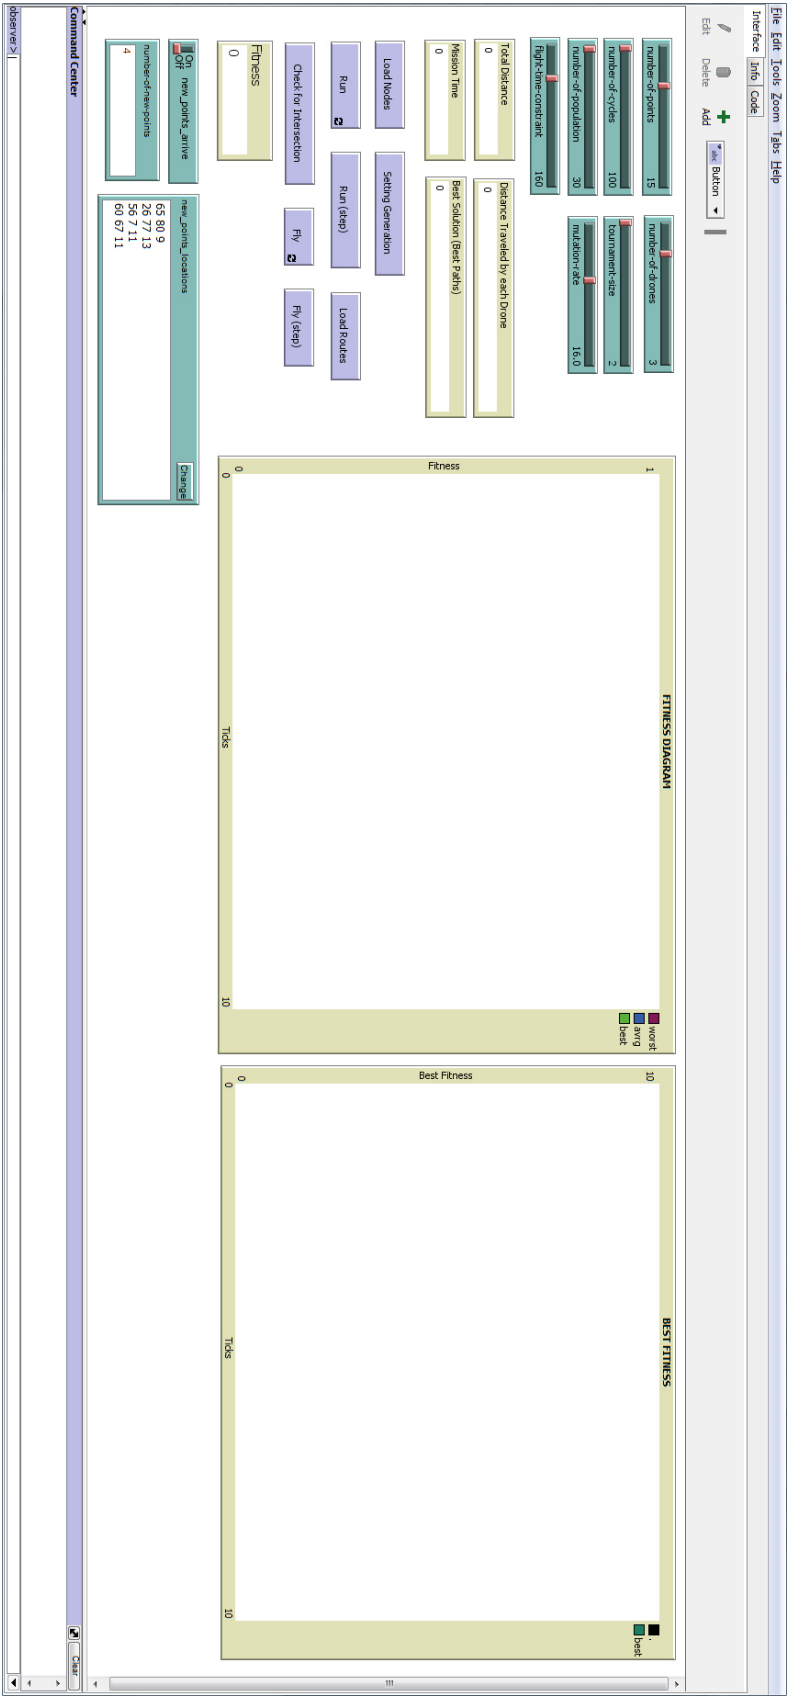 File Edit Tools Zoom Tabs Help
Interface Info Code
Edit Delete Add abc Button
number-of-points 15
number-of-drones 3
number-of-cycles 100
tournament-size 2
number-of-population 30
mutation-rate 16.0
flight-time-constraint 160
Total Distance
0
Distance Traveled by each Drone
0
Mission Time
0
Best Solution (Best Paths)
0
Load Nodes
Setting Generation
Run
Run (step)
Load Routes
Check for Intersection
Fly
Fly (step)
Fitness
0
On
Off
new_points_arrive
number-of-new-points
4
new_points_locations
Change
65 80 9
26 77 13
56 7 11
60 67 11
FITNESS DIAGRAM
1
Fitness
0
0
Ticks
10
worst
avrg
best
BEST FITNESS
10
Best Fitness
0
0
Ticks
10
.
best
Command Center
Clear
observer >